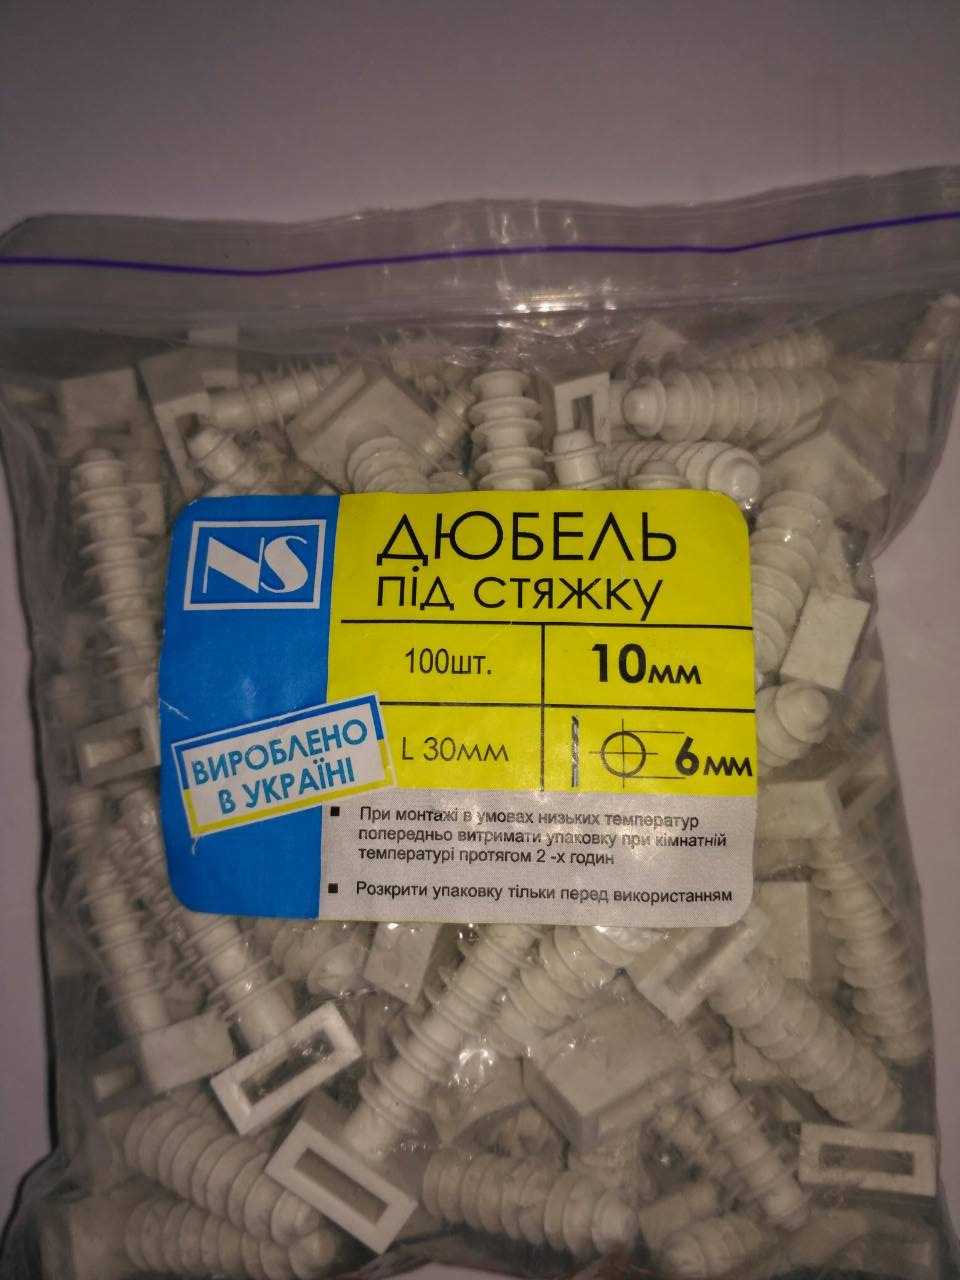 NS
ДЮБЕЛЬ
ПІД СТЯЖКУ
100шт.
10мм
L 30мм
6мм
ВИРОБЛЕНО
В УКРАЇНІ
▪ При монтажі в умовах низьких температур
попередньо витримати упаковку при кімнатній
температурі протягом 2 -х годин
▪ Розкрити упаковку тільки перед використанням